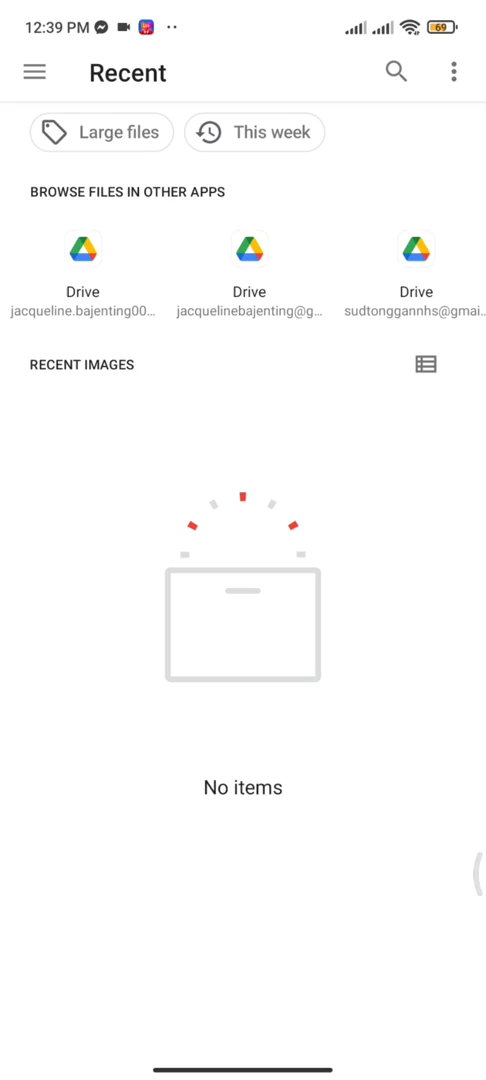 12:39 PM
69
Recent
Large files
This week
BROWSE FILES IN OTHER APPS
Drive
jacqueline.bajenting00...
Drive
jacquelinebajenting@g...
Drive
sudtonggannhs@gmai...
RECENT IMAGES
No items